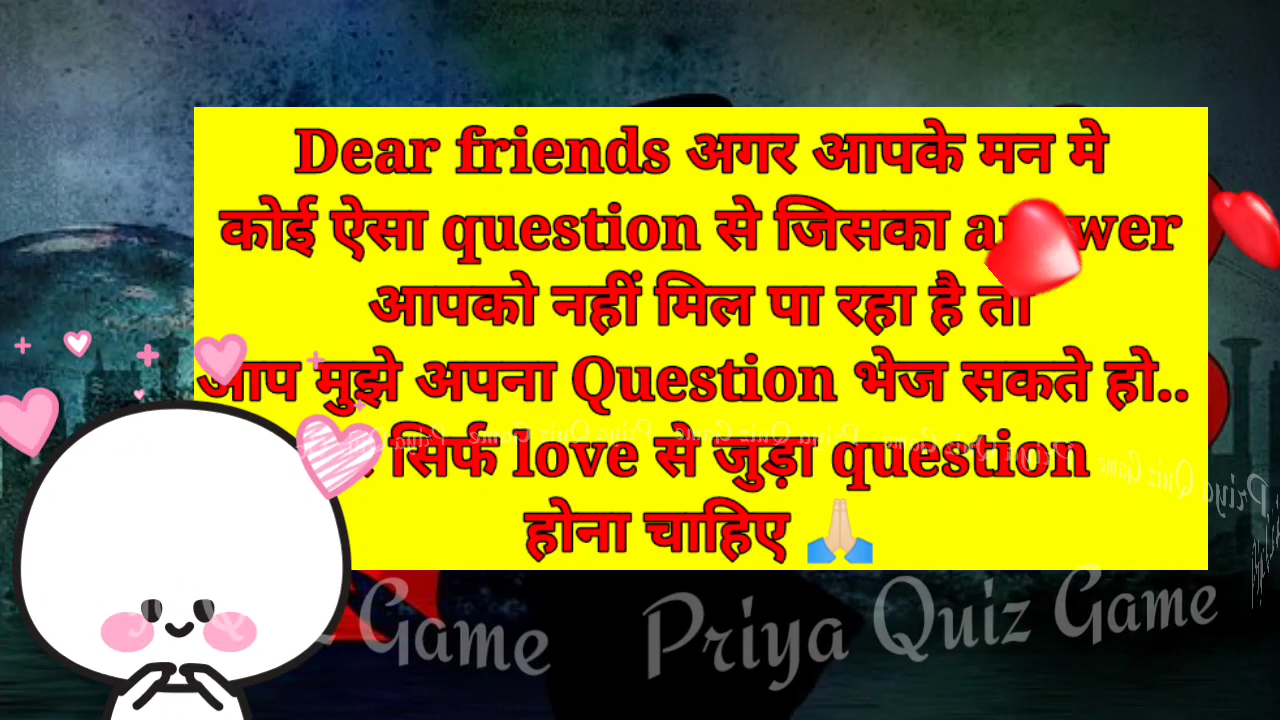 Dear friends अगर आपके मन मे
कोई ऐसा question से जिसका
आपको नहीं मिल पा रहा है तो
आप मुझे अपना Question भेज सकते हो..
सिर्फ love से जुड़ा question
होना चाहिए 🙏🏼
Game Priya Quiz Game